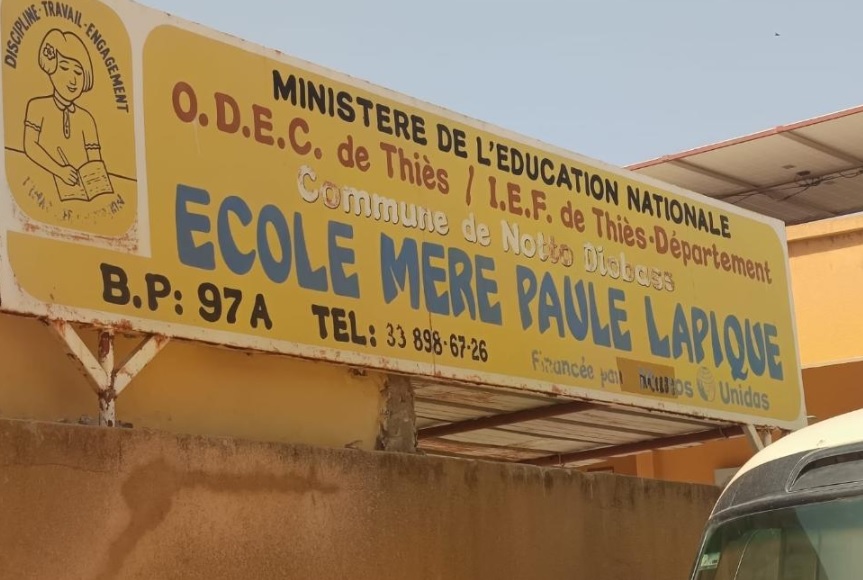 DISCIPLINE-TRAVAIL-ENGAGEMENT
MINISTERE DE L'EDUCATION NATIONALE
O.D.E.C. de Thiès / I.E.F. de Thiès-Département
Commune de Notto Diobass
ECOLE MERE PAULE LAPIQUE
B.P: 97A TEL: 33 898-67-26
Financée par Unidas